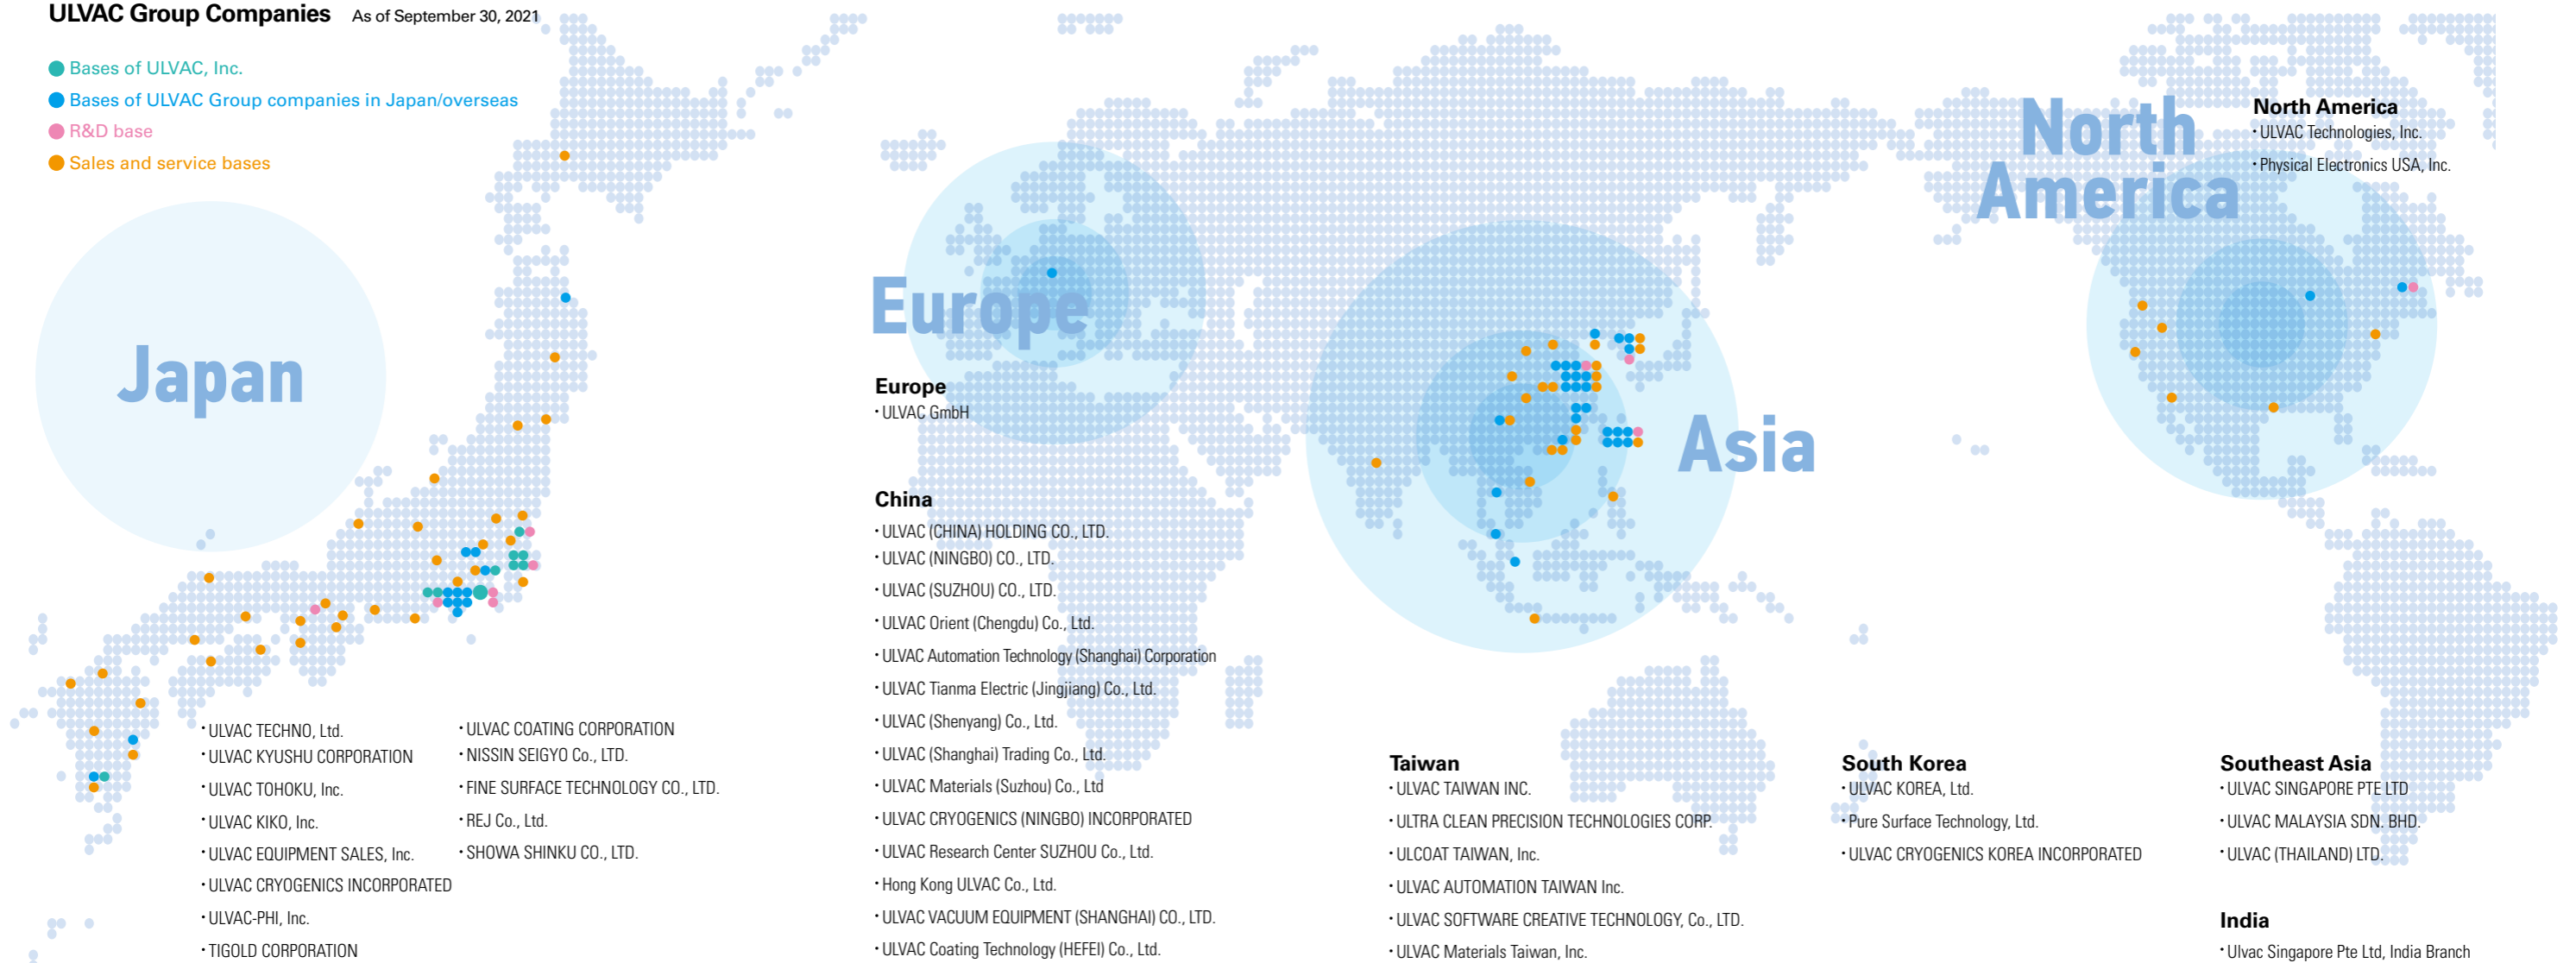 ULVAC Group Companies As of September 30, 2021
Bases of ULVAC, Inc.
Bases of ULVAC Group companies in Japan/overseas
R&D base
Sales and service bases
Japan
・ULVAC TECHNO, Ltd.
・ULVAC KYUSHU CORPORATION
・ULVAC TOHOKU, Inc.
・ULVAC KIKO, Inc.
・ULVAC EQUIPMENT SALES, Inc.
・ULVAC CRYOGENICS INCORPORATED
・ULVAC-PHI, Inc.
・TIGOLD CORPORATION
・ULVAC COATING CORPORATION
・NISSIN SEIGYO Co., LTD.
・FINE SURFACE TECHNOLOGY CO., LTD.
・REJ Co., Ltd.
・SHOWA SHINKU CO., LTD.
Europe
Europe
・ULVAC GmbH
China
・ULVAC (CHINA) HOLDING CO., LTD.
・ULVAC (NINGBO) CO., LTD.
・ULVAC (SUZHOU) CO., LTD.
・ULVAC Orient (Chengdu) Co., Ltd.
・ULVAC Automation Technology (Shanghai) Corporation
・ULVAC Tianma Electric (Jingjiang) Co., Ltd.
・ULVAC (Shenyang) Co., Ltd.
・ULVAC (Shanghai) Trading Co., Ltd.
・ULVAC Materials (Suzhou) Co., Ltd
・ULVAC CRYOGENICS (NINGBO) INCORPORATED
・ULVAC Research Center SUZHOU Co., Ltd.
・Hong Kong ULVAC Co., Ltd.
・ULVAC VACUUM EQUIPMENT (SHANGHAI) CO., LTD.
・ULVAC Coating Technology (HEFEI) Co., Ltd.
Asia
Taiwan
・ULVAC TAIWAN INC.
・ULTRA CLEAN PRECISION TECHNOLOGIES CORP.
・ULCOAT TAIWAN, Inc.
・ULVAC AUTOMATION TAIWAN Inc.
・ULVAC SOFTWARE CREATIVE TECHNOLOGY, Co., LTD.
・ULVAC Materials Taiwan, Inc.
South Korea
・ULVAC KOREA, Ltd.
・Pure Surface Technology, Ltd.
・ULVAC CRYOGENICS KOREA INCORPORATED
Southeast Asia
・ULVAC SINGAPORE PTE LTD
・ULVAC MALAYSIA SDN. BHD.
・ULVAC (THAILAND) LTD.
India
・Ulvac Singapore Pte Ltd, India Branch
North
America
North America
・ULVAC Technologies, Inc.
・Physical Electronics USA, Inc.